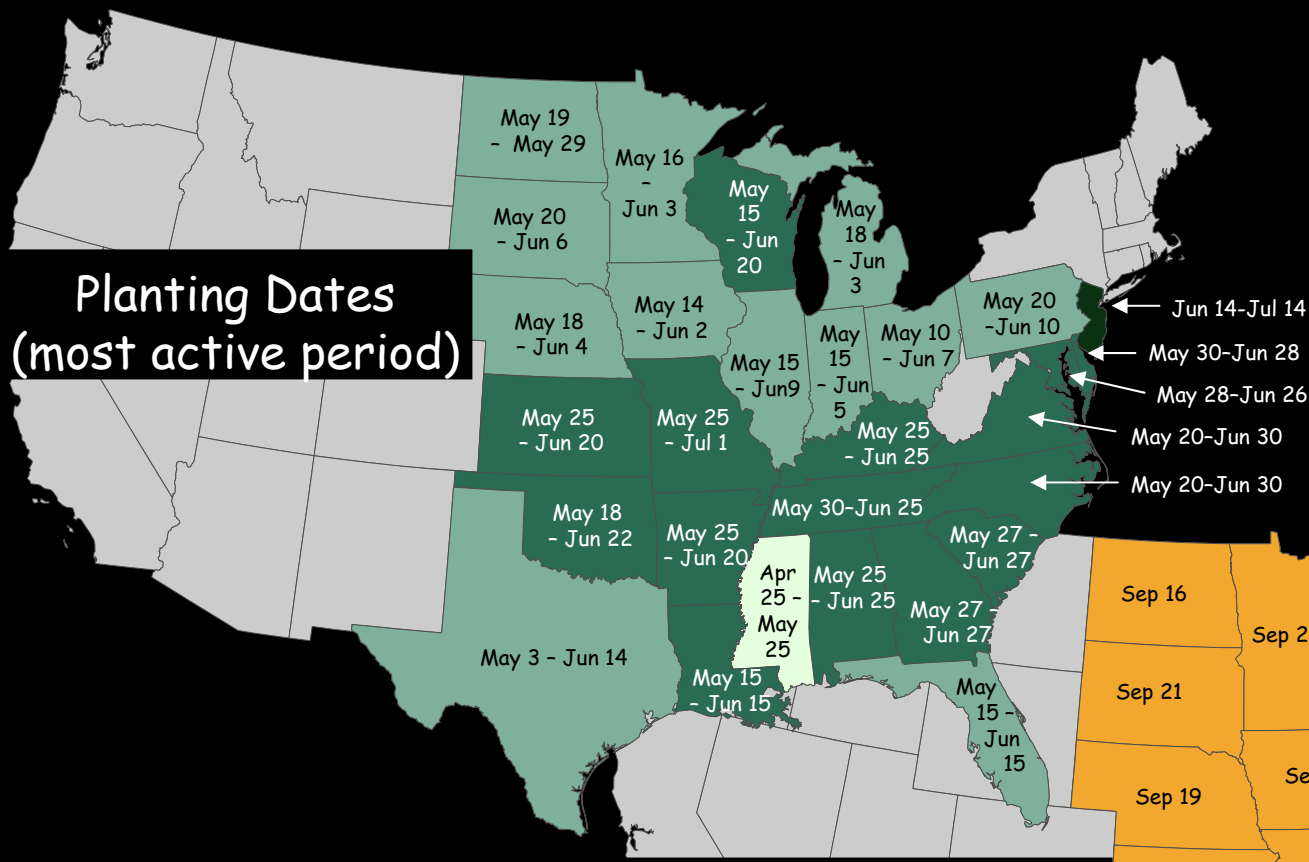 May 19
– May 29
May 16
–
Jun 3
May 20
– Jun 6
May
15
– Jun
20
May
18
– Jun
3
Planting Dates
(most active period)
May 18
– Jun 4
May 14
– Jun 2
May 15
– Jun9
May
15
– Jun
5
May 10
– Jun 7
May 20
–Jun 10
Jun 14-Jul 14
May 30–Jun 28
May 28–Jun 26
May 20–Jun 30
May 20–Jun 30
May 25
– Jun 20
May 25
– Jul 1
May 25
– Jun 25
May 18
– Jun 22
May 25
– Jun 20
May 30–Jun 25
May 27 –
Jun 27
Apr
25 –
May
25
May 25
– Jun 25
May 27 –
Jun 27
May 3 – Jun 14
May 15
– Jun 15
May
15 –
Jun
15
Sep 16
Sep 2
Sep 21
Se
Sep 19